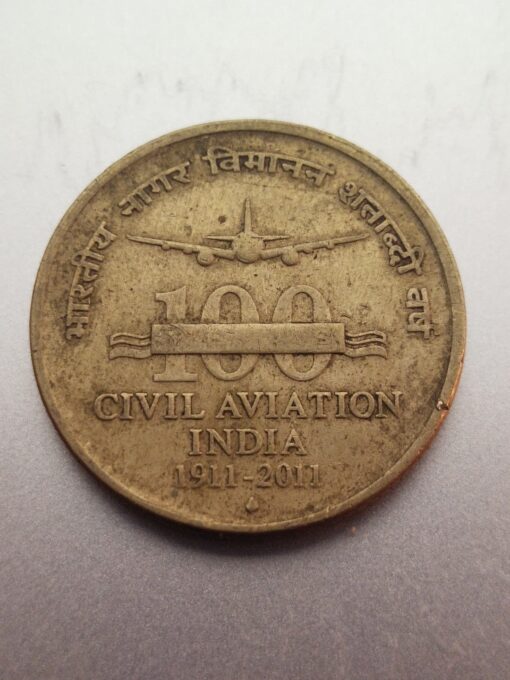 भारतीय नागर विमानन शताब्दी वर्ष
100
CIVIL AVIATION
INDIA
1911-2011